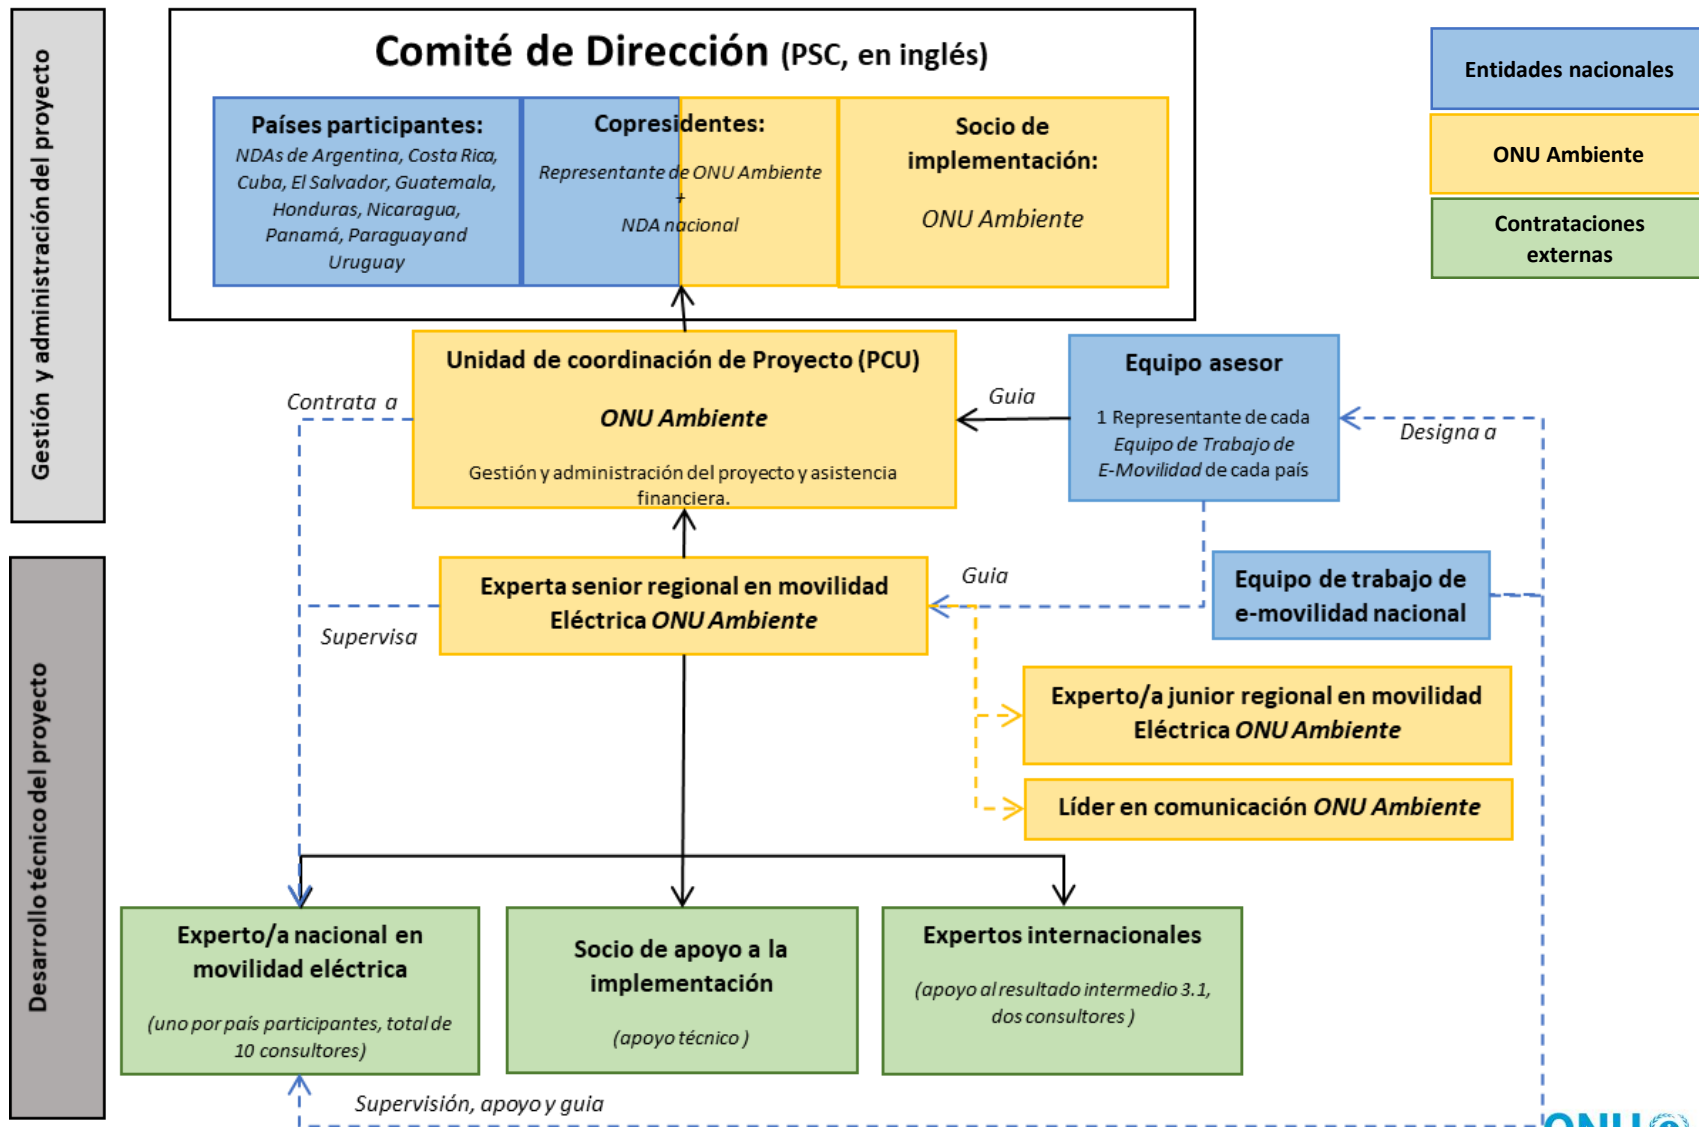 Gestión y administración del proyecto
Comité de Dirección (PSC, en inglés)
Países participantes:
NDAs de Argentina, Costa Rica,
Cuba, El Salvador, Guatemala,
Honduras, Nicaragua,
Panamá, Paraguay and
Uruguay
Copresidentes:
Representante de ONU Ambiente
+
NDA nacional
Socio de
implementación:
ONU Ambiente
Entidades nacionales
ONU Ambiente
Contrataciones
externas
Unidad de coordinación de Proyecto (PCU)
ONU Ambiente
Gestión y administración del proyecto y asistencia
financiera.
Contrata a
Guia
Equipo asesor
1 Representante de cada
Equipo de Trabajo de
E-Movilidad de cada país
Designa a
Desarrollo técnico del proyecto
Experta senior regional en movilidad
Eléctrica ONU Ambiente
Supervisa
Guia
Equipo de trabajo de
e-movilidad nacional
Experto/a junior regional en movilidad
Eléctrica ONU Ambiente
Líder en comunicación ONU Ambiente
Experto/a nacional en
movilidad eléctrica
(uno por país participantes, total de
10 consultores)
Socio de apoyo a la
implementación
(apoyo técnico )
Expertos internacionales
(apoyo al resultado intermedio 3.1,
dos consultores )
Supervisión, apoyo y guia
ONU